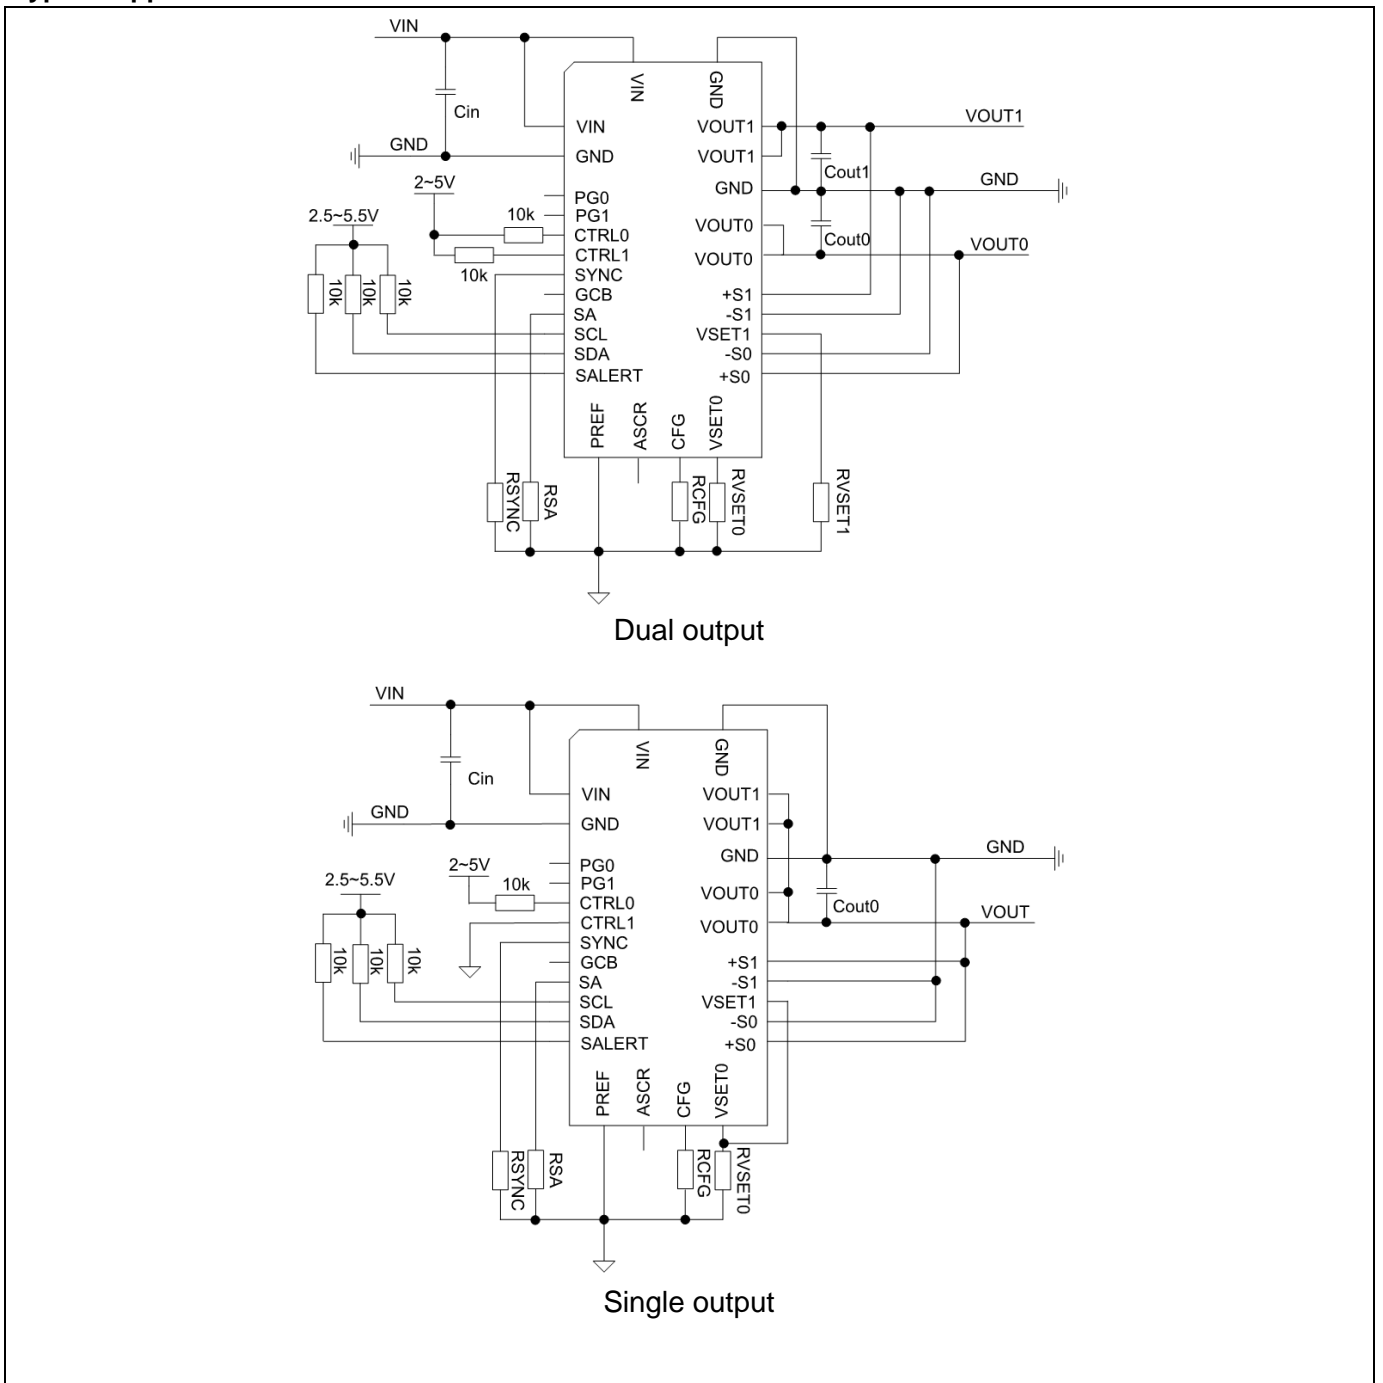 VIN
VIN
GND
Cin
VOUT1
VIN
VOUT1
GND
GND
VOUT1
Cout1
2~5V
GND
GND
PG0
2.5~5.5V
10k
PG1
VOUT0
CTRL0
Cout0
VOUT0
CTRL1
VOUT0
10k
SYNC
10k
10k
10k
GCB
+S1
SA
-S1
SCL
VSET1
SDA
-S0
SALERT
+S0
PREF
ASCR
CFG
VSET0
RSYNC
RSA
RCFG
RVSET0
RVSET1
Dual output
VIN
VIN
GND
Cin
VIN
VOUT1
GND
GND
VOUT1
GND
GND
2~5V
PG0
2.5~5.5V
10k
PG1
VOUT0
CTRL0
Cout0
VOUT
CTRL1
VOUT0
SYNC
10k
10k
10k
GCB
+S1
SA
-S1
SCL
VSET1
SDA
-S0
SALERT
+S0
PREF
ASCR
CFG
VSET0
RSYNC
RSA
RCFG
RVSET0
Single output